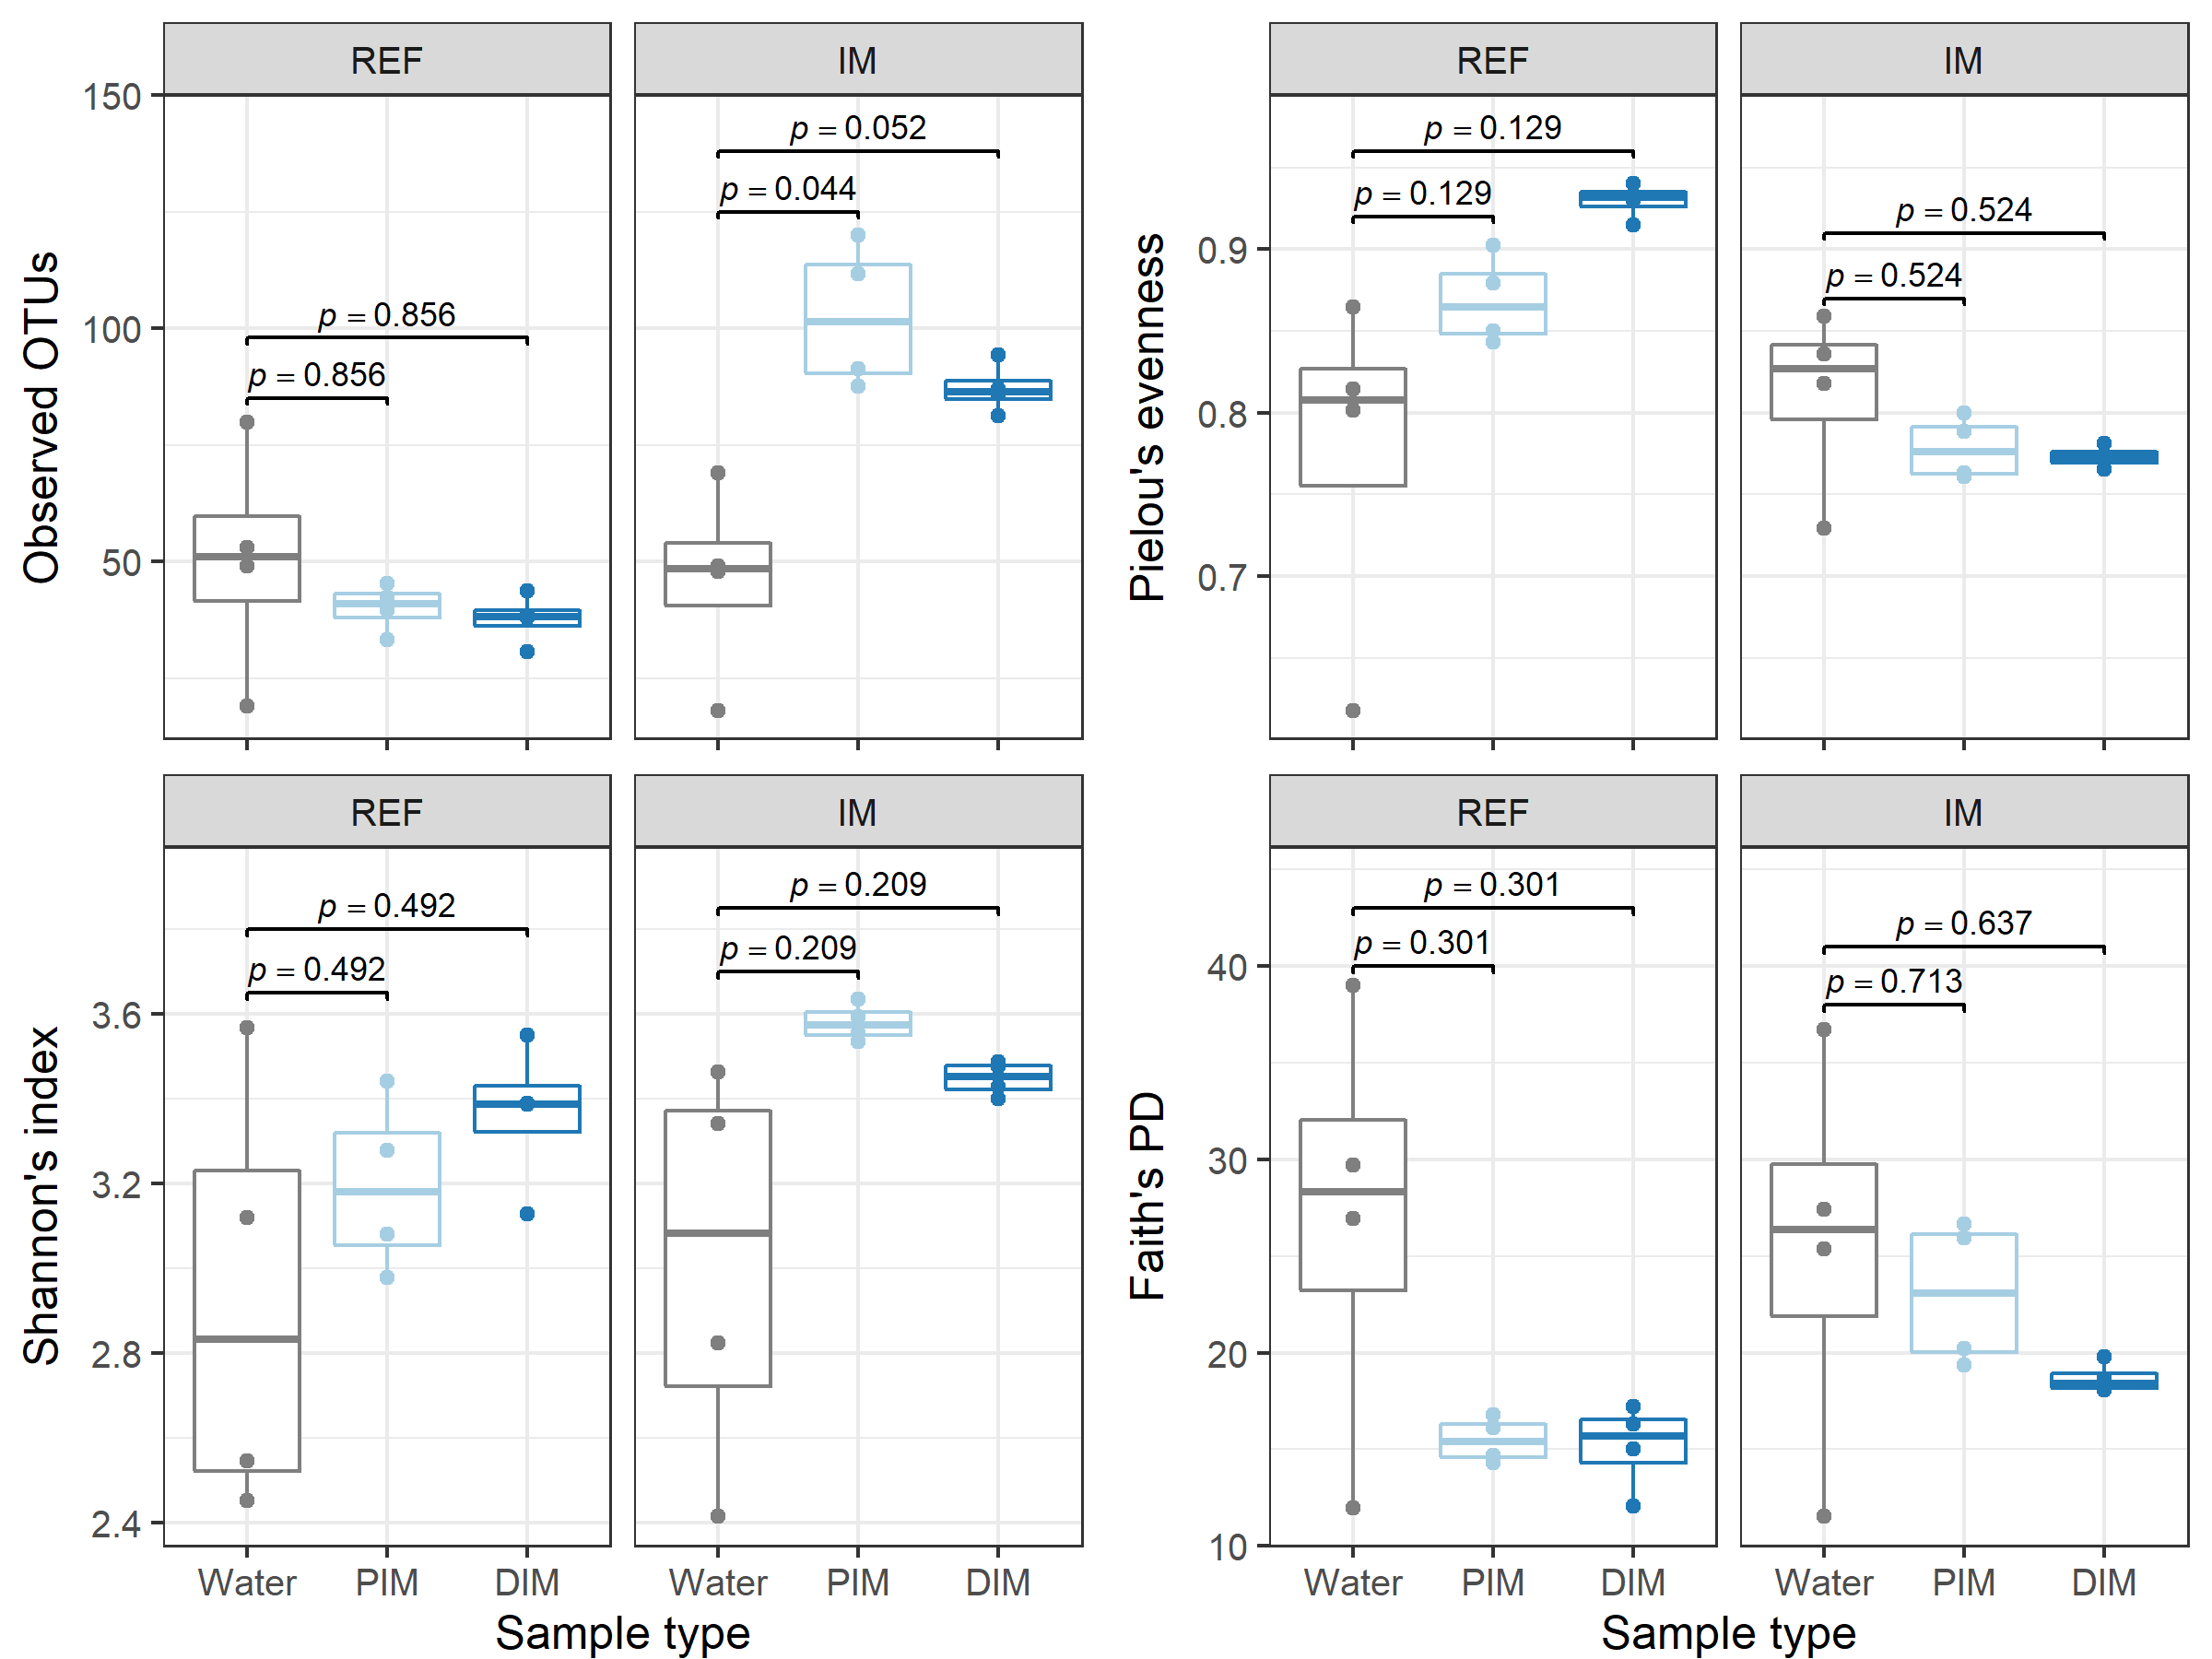 REF
IM
Observed OTUs
150
100
50
p = 0.856
p = 0.856
p = 0.052
p = 0.044
REF
IM
Pielou's evenness
0.9
0.8
0.7
p = 0.129
p = 0.129
p = 0.524
p = 0.524
REF
IM
Shannon's index
3.6
3.2
2.8
2.4
p = 0.492
p = 0.492
p = 0.209
p = 0.209
Water PIM DIM
Water PIM DIM
Sample type
REF
IM
Faith's PD
40
30
20
10
p = 0.301
p = 0.301
p = 0.637
p = 0.713
Water PIM DIM
Water PIM DIM
Sample type